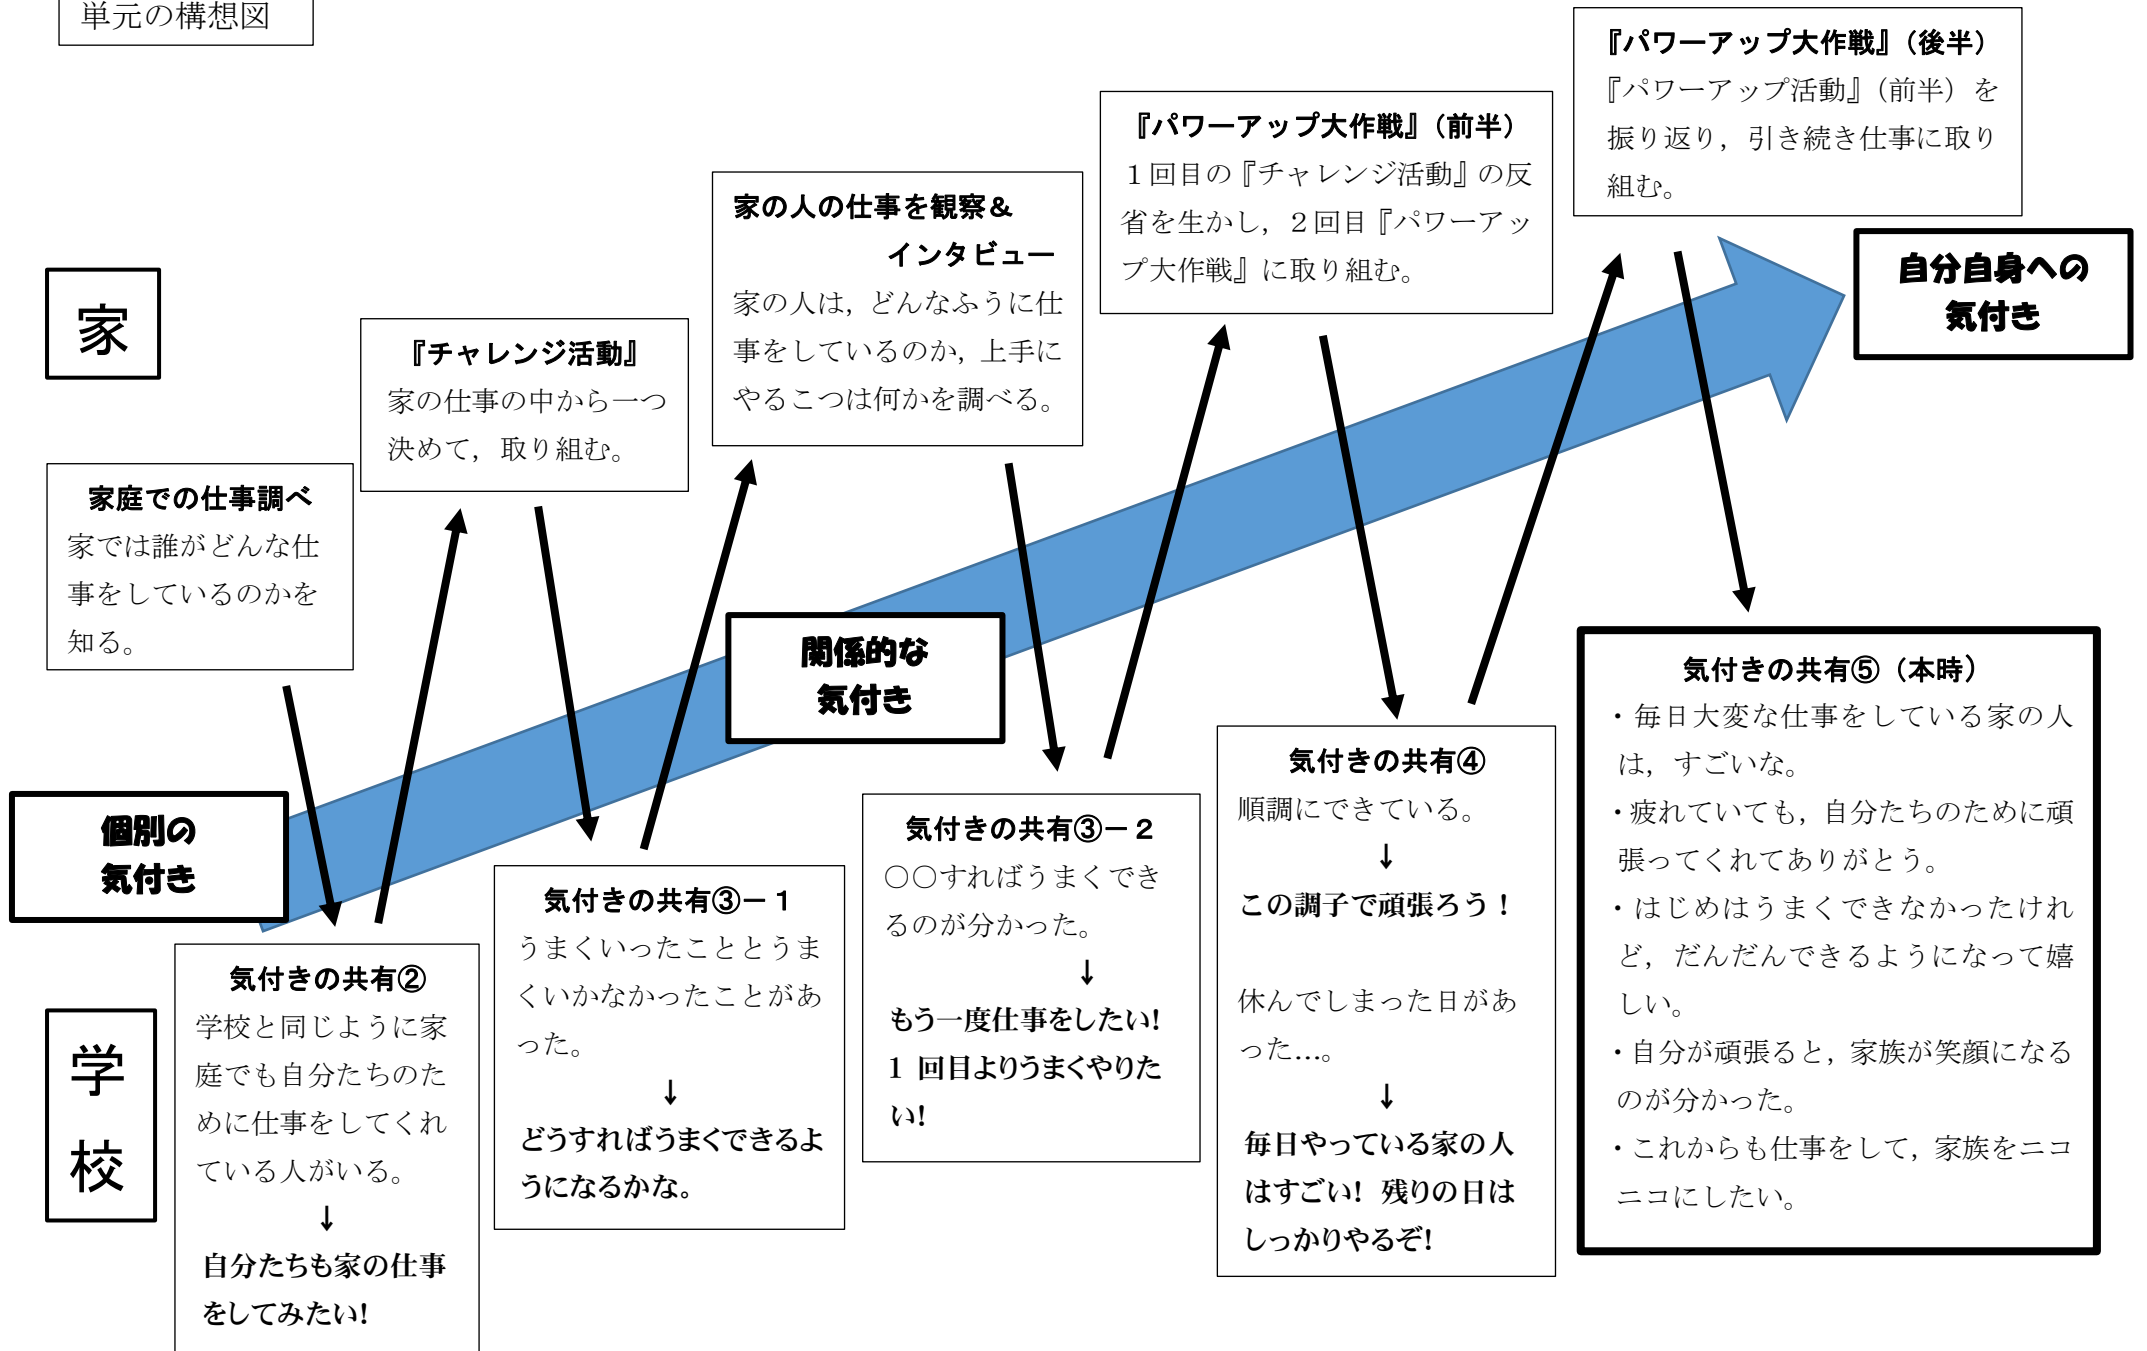 単元の構想図
『パワーアップ大作戦』（後半）
『パワーアップ活動』（前半）を
振り返り，引き続き仕事に取り
組む。
『パワーアップ大作戦』（前半）
１回目の『チャレンジ活動』の反
省を生かし，２回目『パワーアッ
プ大作戦』に取り組む。
家の人の仕事を観察＆
インタビュー
家の人は，どんなふうに仕
事をしているのか，上手に
やるこつは何かを調べる。
自分自身への
気付き
家
『チャレンジ活動』
家の仕事の中から一つ
決めて，取り組む。
家庭での仕事調べ
家では誰がどんな仕
事をしているのかを
知る。
関係的な
気付き
個別の
気付き
学
校
気付きの共有②
学校と同じように家
庭でも自分たちのた
めに仕事をしてくれ
ている人がいる。
↓
自分たちも家の仕事
をしてみたい！
気付きの共有③－１
うまくいったこととうま
くいかなかったことがあ
った。
↓
どうすればうまくできるよ
うになるかな。
気付きの共有③－２
○○すればうまくでき
るのが分かった。
↓
もう一度仕事をしたい！
1 回目よりうまくやりた
い！
気付きの共有④
順調にできている。
↓
この調子で頑張ろう！
休んでしまった日があ
った…。
↓
毎日やっている家の人
はすごい！ 残りの日は
しっかりやるぞ！
気付きの共有⑤（本時）
・毎日大変な仕事をしている家の人
は，すごいな。
・疲れていても，自分たちのために頑
張ってくれてありがとう。
・はじめはうまくできなかったけれ
ど，だんだんできるようになって嬉
しい。
・自分が頑張ると，家族が笑顔になる
のが分かった。
・これからも仕事をして，家族をニコ
ニコにしたい。